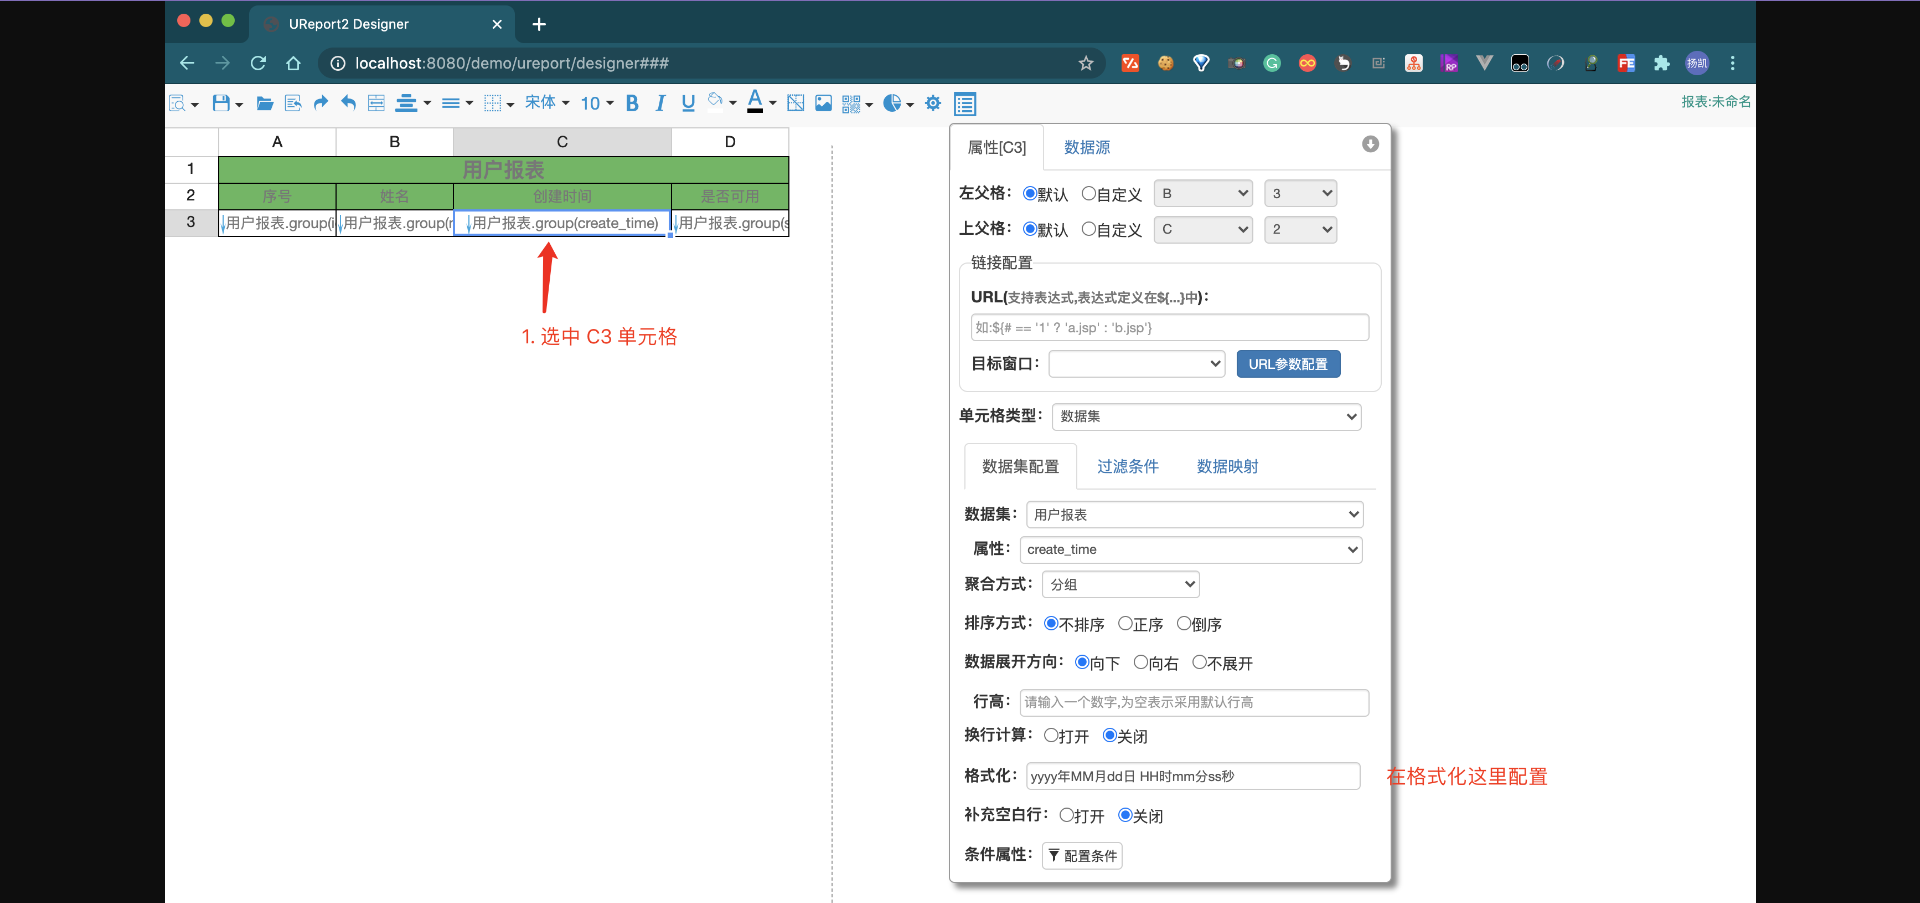 UReport2 Designer
localhost:8080/demo/ureport/designer###
RP
FE
扬凯
宋体 10 B I U A
报表:未命名
A B C D
1 用户报表
2 序号 姓名 创建时间 是否可用
3 用户报表.group(i 用户报表.group(r 用户报表.group(create_time) 用户报表.group(s
1. 选中 C3 单元格
属性[C3] 数据源
左父格: 默认 自定义 B 3
上父格: 默认 自定义 C 2
链接配置
URL(支持表达式,表达式定义在${...}中):
如:${# == '1' ? 'a.jsp' : 'b.jsp'}
目标窗口: URL参数配置
单元格类型: 数据集
数据集配置 过滤条件 数据映射
数据集: 用户报表
属性: create_time
聚合方式: 分组
排序方式: 不排序 正序 倒序
数据展开方向: 向下 向右 不展开
行高: 请输入一个数字,为空表示采用默认行高
换行计算: 打开 关闭
格式化: yyyy年MM月dd日 HH时mm分ss秒
在格式化这里配置
补充空白行: 打开 关闭
条件属性: 配置条件